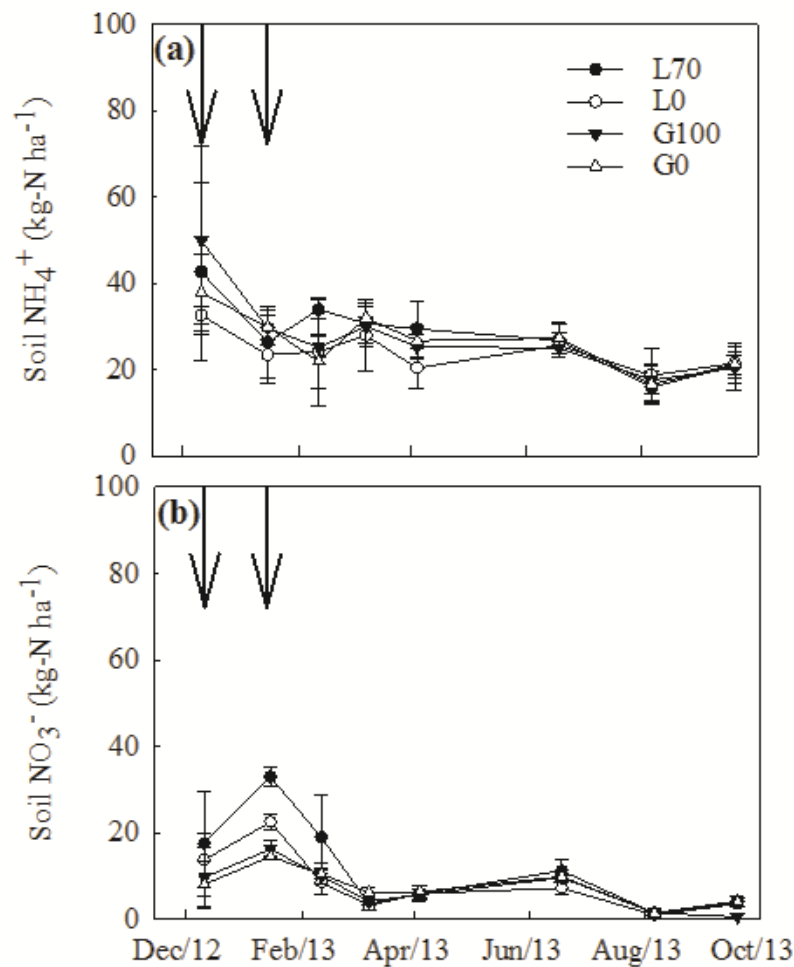 100
(a)
L70
L0
G100
G0
80
60
40
20
0
Soil NH4+ (kg-N ha-1)
100
(b)
80
60
40
20
0
Soil NO3- (kg-N ha-1)
Dec/12 Feb/13 Apr/13 Jun/13 Aug/13 Oct/13